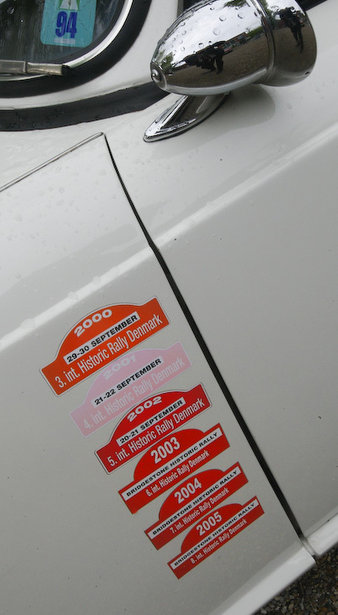 94
2000
29-30 SEPTEMBER
3. int. Historic Rally Denmark
2001
21-22 SEPTEMBER
4. int. Historic Rally Denmark
2002
20-21 SEPTEMBER
5. int. Historic Rally Denmark
2003
BRIDGESTONE HISTORIC RALLY
6. int. Historic Rally Denmark
2004
BRIDGESTONE HISTORIC RALLY
7. int. Historic Rally Denmark
2005
BRIDGESTONE HISTORIC RALLY
8. int. Historic Rally Denmark